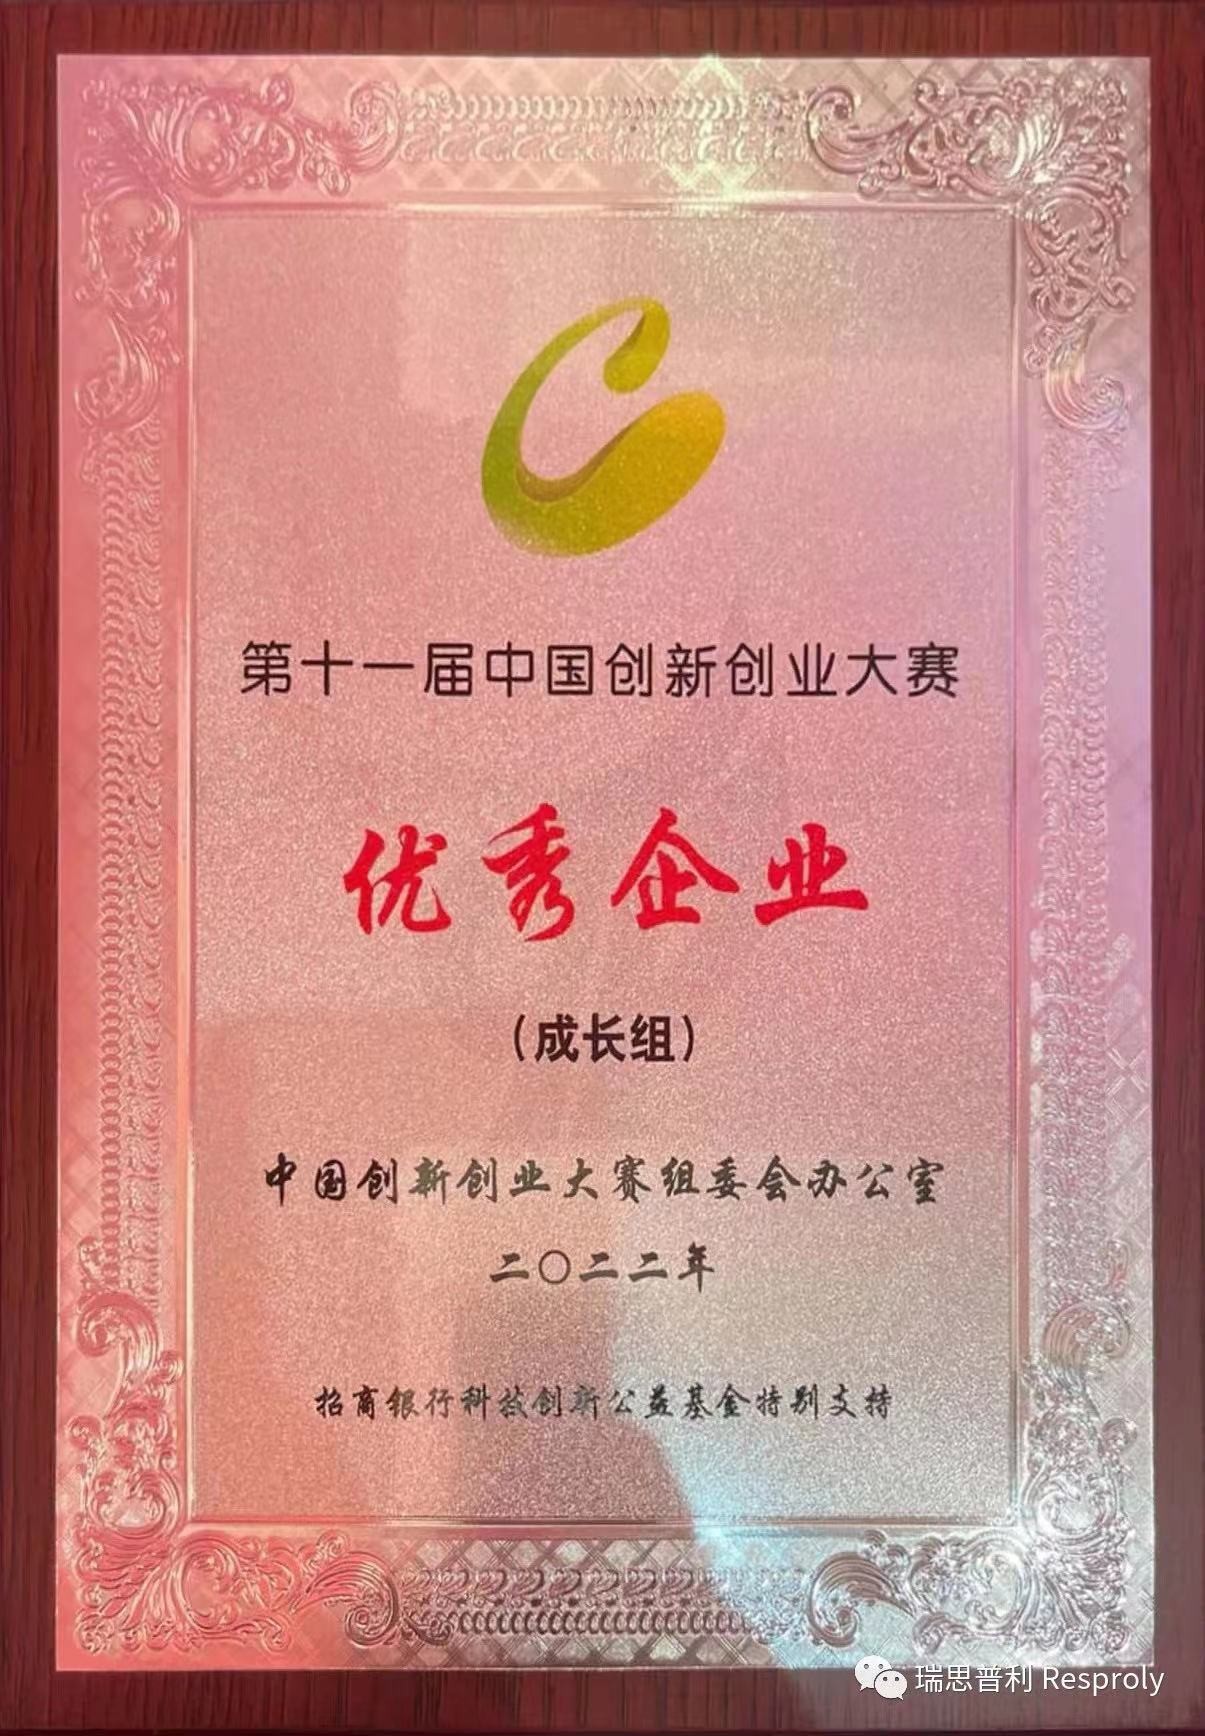 第十一届中国创新创业大赛
优秀企业
（成长组）
中国创新创业大赛组委会办公室
二〇二二年
招商银行科技创新公益基金特别支持
瑞思普利 Resproly